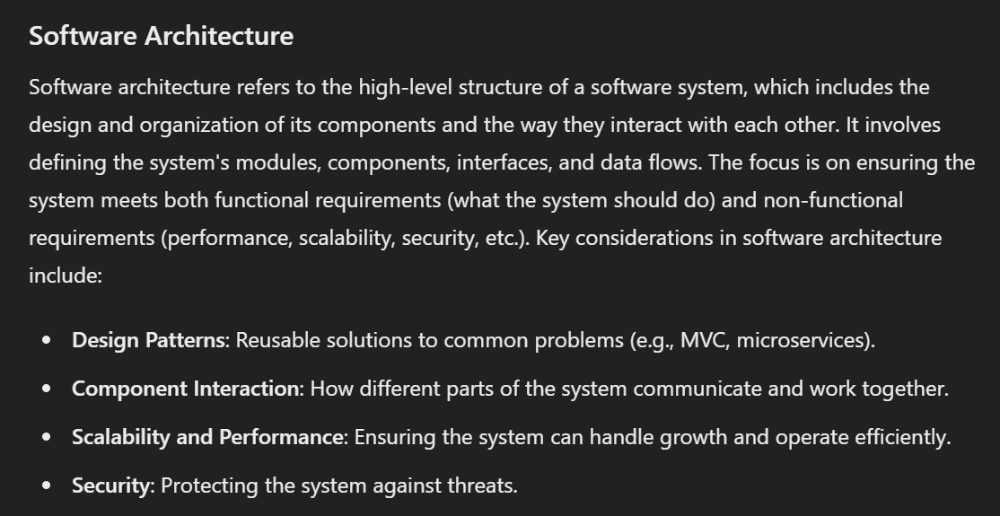 Software Architecture
Software architecture refers to the high-level structure of a software system, which includes the
design and organization of its components and the way they interact with each other. It involves
defining the system's modules, components, interfaces, and data flows. The focus is on ensuring the
system meets both functional requirements (what the system should do) and non-functional
requirements (performance, scalability, security, etc.). Key considerations in software architecture
include:
• Design Patterns: Reusable solutions to common problems (e.g., MVC, microservices).
• Component Interaction: How different parts of the system communicate and work together.
• Scalability and Performance: Ensuring the system can handle growth and operate efficiently.
• Security: Protecting the system against threats.